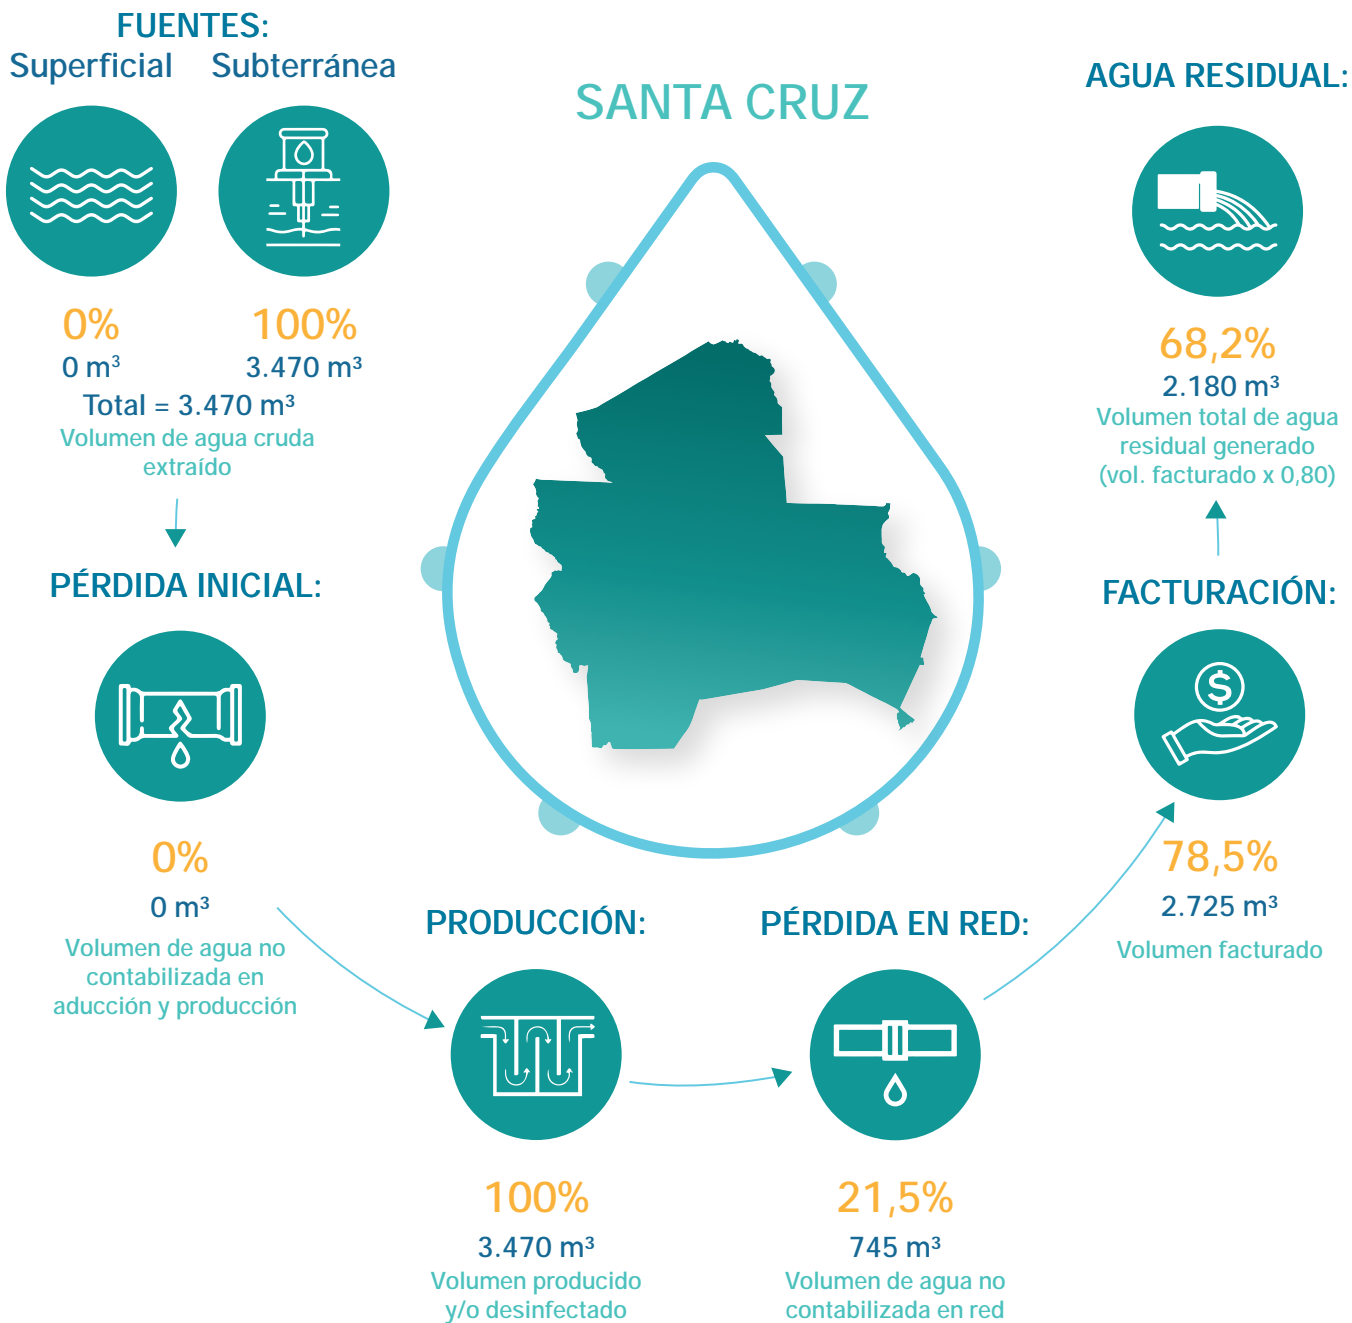 FUENTES:
Superficial
Subterránea
0%
0 m³
100%
3.470 m³
Total = 3.470 m³
Volumen de agua cruda
extraído
PÉRDIDA INICIAL:
0%
0 m³
Volumen de agua no
contabilizada en
aducción y producción
SANTA CRUZ
PRODUCCIÓN:
100%
3.470 m³
Volumen producido
y/o desinfectado
PÉRDIDA EN RED:
21,5%
745 m³
Volumen de agua no
contabilizada en red
FACTURACIÓN:
$
78,5%
2.725 m³
Volumen facturado
AGUA RESIDUAL:
68,2%
2.180 m³
Volumen total de agua
residual generado
(vol. facturado x 0,80)